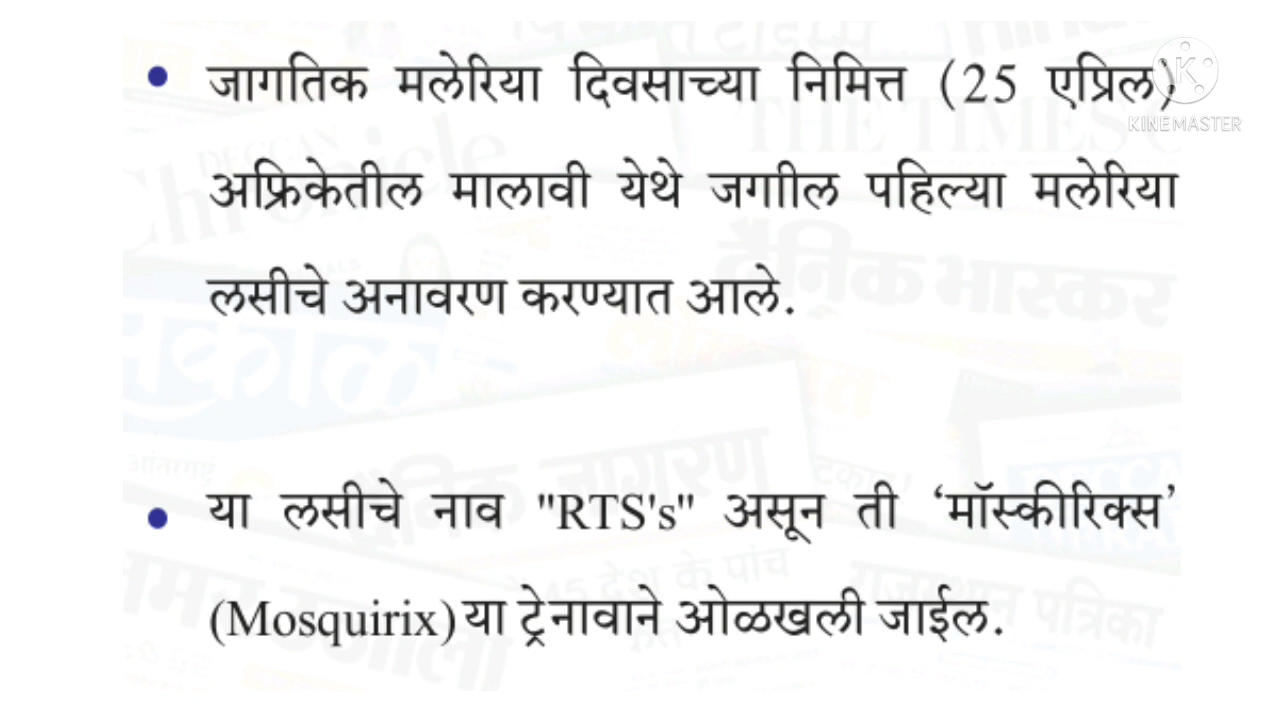 • जागतिक मलेरिया दिवसाच्या निमित्त (25 एप्रिल)
KINEMASTER
अफ्रिकेतील मालावी येथे जगाील पहिल्या मलेरिया
लसीचे अनावरण करण्यात आले.
• या लसीचे नाव "RTS's" असून ती ‘मॉस्कीरिक्स’
(Mosquirix) या ट्रेनावाने ओळखली जाईल.